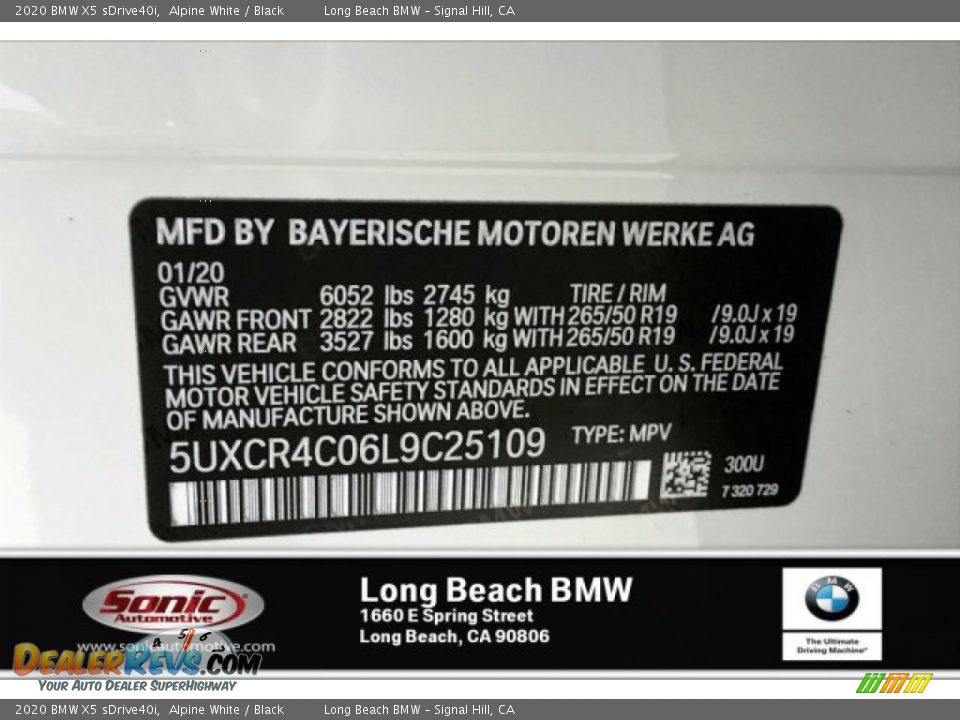 2020 BMW X5 sDrive40i, Alpine White / Black Long Beach BMW - Signal Hill, CA
MFD BY BAYERISCHE MOTOREN WERKE AG
01/20
GVWR 6052 lbs 2745 kg TIRE / RIM
GAWR FRONT 2822 lbs 1280 kg WITH 265/50 R19 /9.0J x 19
GAWR REAR 3527 lbs 1600 kg WITH 265/50 R19 /9.0J x 19
THIS VEHICLE CONFORMS TO ALL APPLICABLE U. S. FEDERAL
MOTOR VEHICLE SAFETY STANDARDS IN EFFECT ON THE DATE
OF MANUFACTURE SHOWN ABOVE.
5UXCR4C06L9C25109 TYPE: MPV
300U
7 320 729
Sonic
Automotive
www.sonicautomotive.com
Long Beach BMW
1660 E Spring Street
Long Beach, CA 90806
BMW
The Ultimate
Driving Machine®
4 5 6
DEALERREVS.COM
YOUR AUTO DEALER SUPERHIGHWAY
2020 BMW X5 sDrive40i, Alpine White / Black Long Beach BMW - Signal Hill, CA